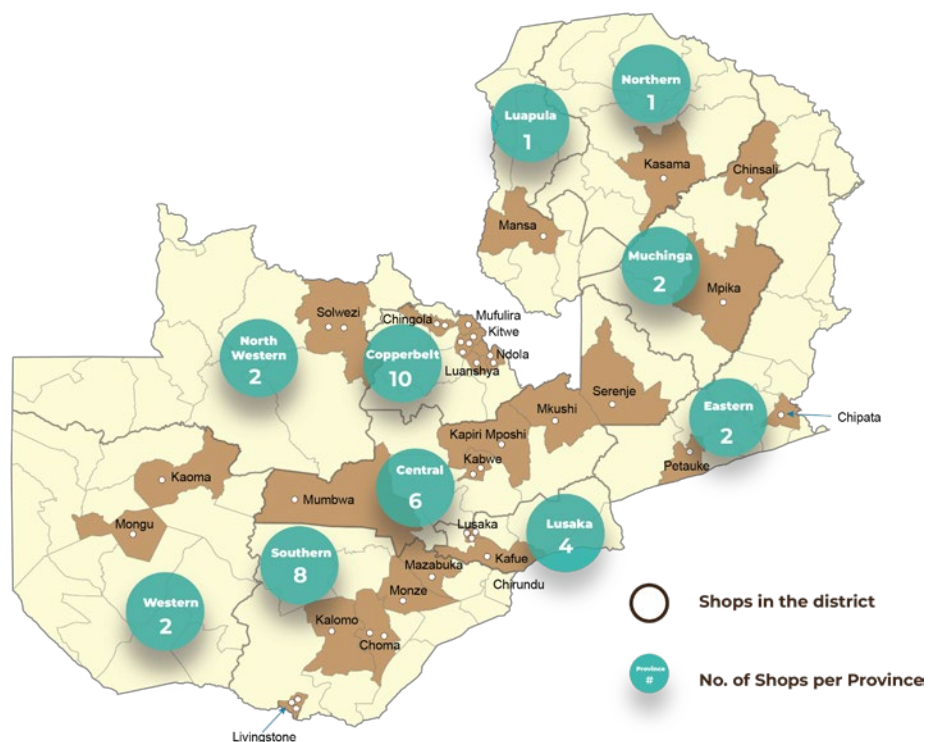 Northern
1
Luapula
1
Kasama
Chinsali
Mansa
Muchinga
2
Mpika
Solwezi
Chingola
Mufulira
Kitwe
North
Western
2
Copperbelt
10
Ndola
Luanshya
Serenje
Mkushi
Eastern
2
Chipata
Kapiri Mposhi
Kabwe
Petauke
Central
6
Kaoma
Mumbwa
Mongu
Lusaka
Lusaka
4
Southern
8
Kafue
Mazabuka
Chirundu
Monze
Western
2
Kalomo
Choma
Livingstone
Shops in the district
Province
#
No. of Shops per Province